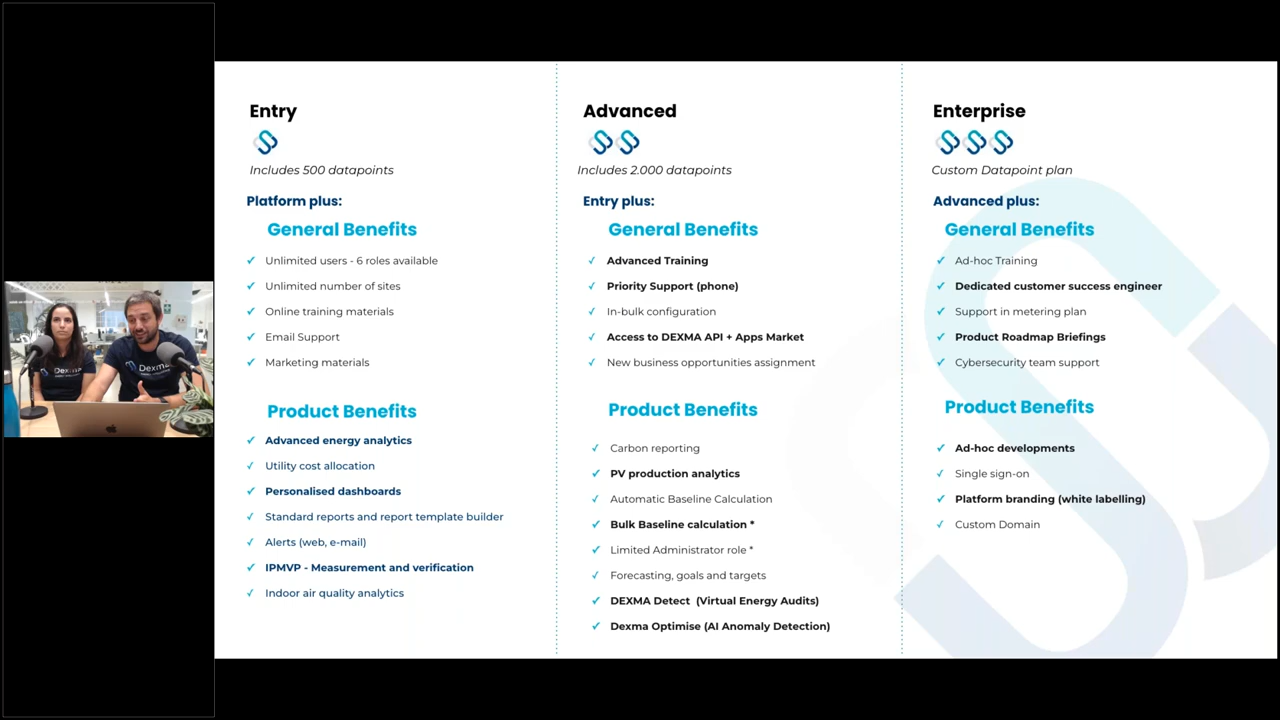 Entry
Includes 500 datapoints
Platform plus:
General Benefits
Unlimited users - 6 roles available
Unlimited number of sites
Online training materials
Email Support
Marketing materials
Product Benefits
Advanced energy analytics
Utility cost allocation
Personalised dashboards
Standard reports and report template builder
Alerts (web, e-mail)
IPMVP - Measurement and verification
Indoor air quality analytics
Advanced
Includes 2.000 datapoints
Entry plus:
General Benefits
Advanced Training
Priority Support (phone)
In-bulk configuration
Access to DEXMA API + Apps Market
New business opportunities assignment
Product Benefits
Carbon reporting
PV production analytics
Automatic Baseline Calculation
Bulk Baseline calculation *
Limited Administrator role *
Forecasting, goals and targets
DEXMA Detect (Virtual Energy Audits)
Dexma Optimise (AI Anomaly Detection)
Enterprise
Custom Datapoint plan
Advanced plus:
General Benefits
Ad-hoc Training
Dedicated customer success engineer
Support in metering plan
Product Roadmap Briefings
Cybersecurity team support
Product Benefits
Ad-hoc developments
Single sign-on
Platform branding (white labelling)
Custom Domain
Dexma
Dexma